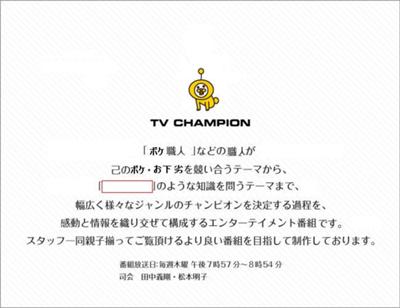 TV CHAMPION
「ボケ職人 」などの職人が
己のボケ・お下劣を競い合うテーマから、
「 」のような知識を問うテーマまで、
幅広く様々なジャンルのチャンピオンを決定する過程を、
感動と情報を織り交ぜて構成するエンターテイメント番組です。
スタッフ一同親子揃ってご覧頂けるより良い番組を目指して制作しております。
番組放送日:毎週木曜 午後7時57分〜8時54分
司会 田中義剛・松本明子